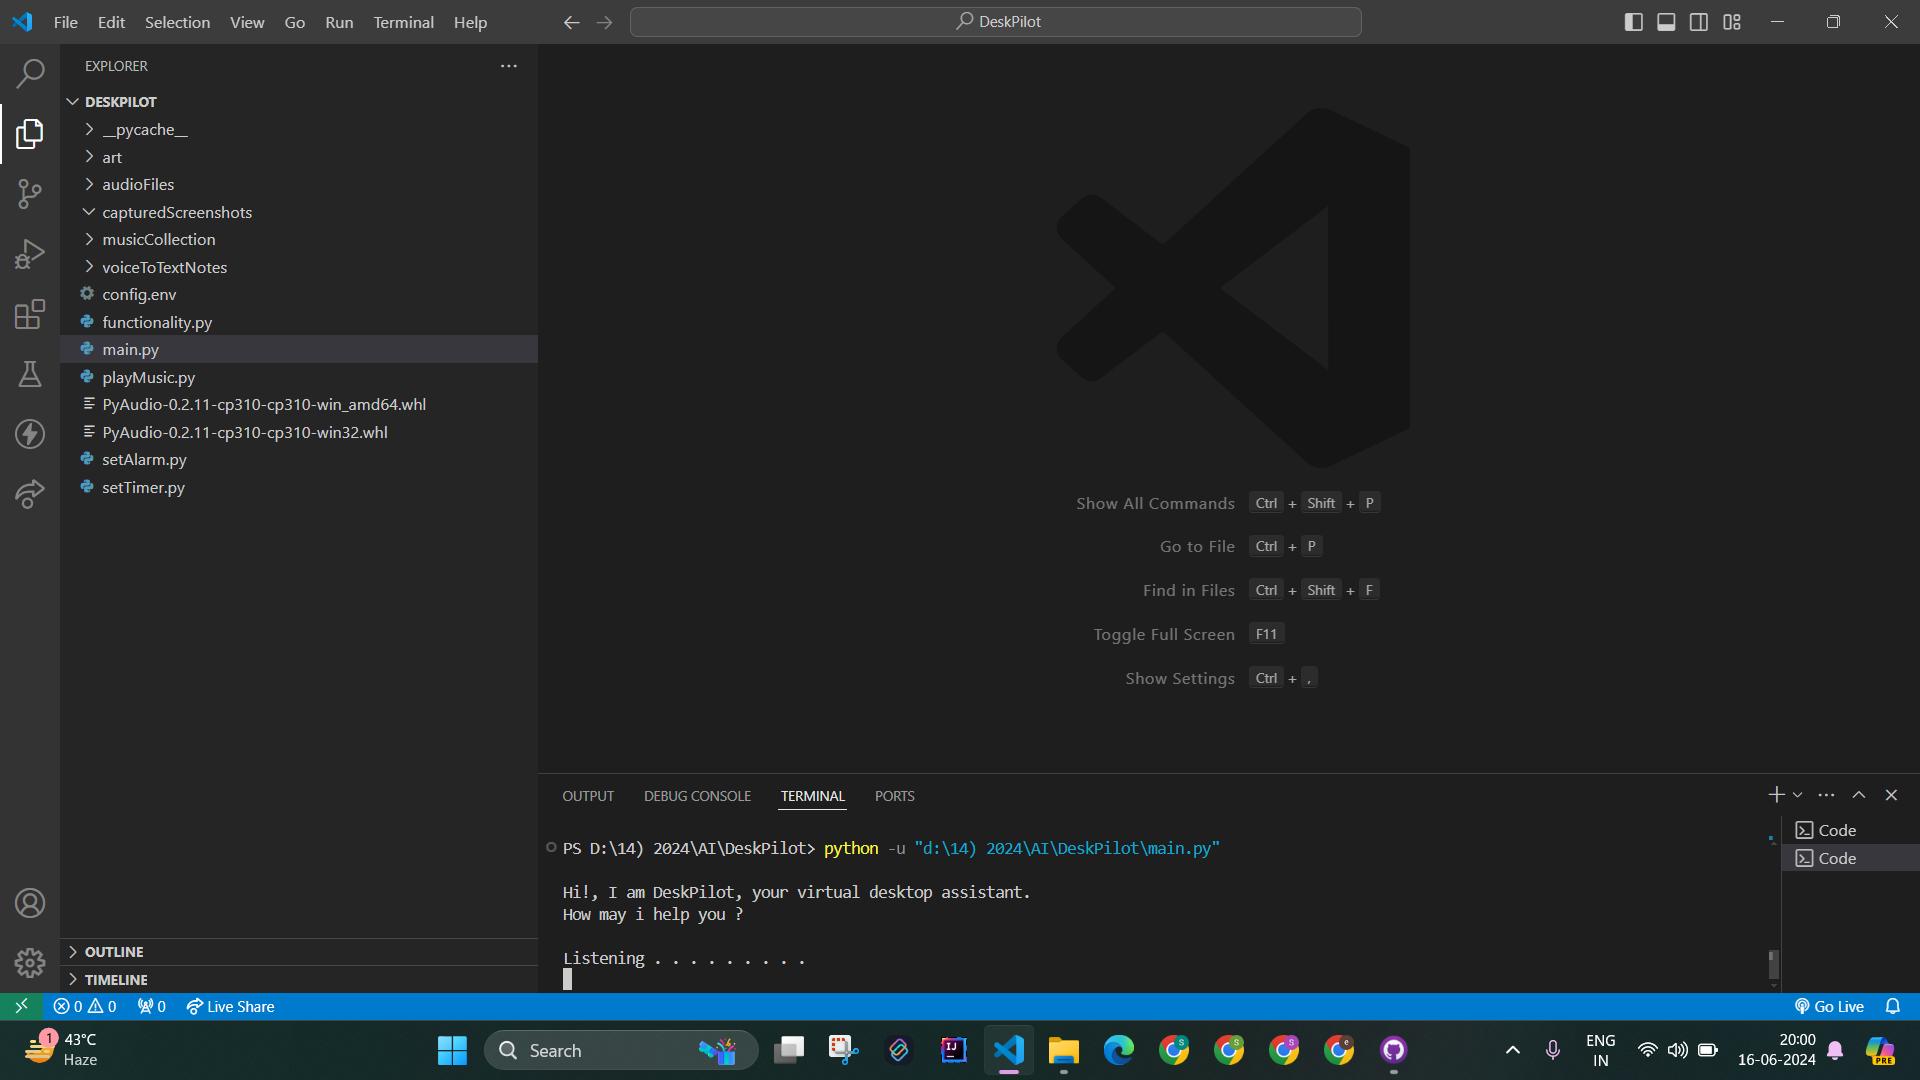 File Edit Selection View Go Run Terminal Help
DeskPilot
EXPLORER
DESKPILOT
__pycache__
art
audioFiles
capturedScreenshots
musicCollection
voiceToTextNotes
config.env
functionality.py
main.py
playMusic.py
PyAudio-0.2.11-cp310-cp310-win_amd64.whl
PyAudio-0.2.11-cp310-cp310-win32.whl
setAlarm.py
setTimer.py
OUTLINE
TIMELINE
Show All Commands Ctrl + Shift + P
Go to File Ctrl + P
Find in Files Ctrl + Shift + F
Toggle Full Screen F11
Show Settings Ctrl + ,
OUTPUT DEBUG CONSOLE TERMINAL PORTS
PS D:\14) 2024\AI\DeskPilot> python -u "d:\14) 2024\AI\DeskPilot\main.py"
Hi!, I am DeskPilot, your virtual desktop assistant.
How may i help you ?
Listening . . . . . . . . .
Code
Code
0 0 0 Live Share Go Live
1 43°C
Haze
Search
IJ
S S S e
ENG
IN
20:00
16-06-2024
PRE